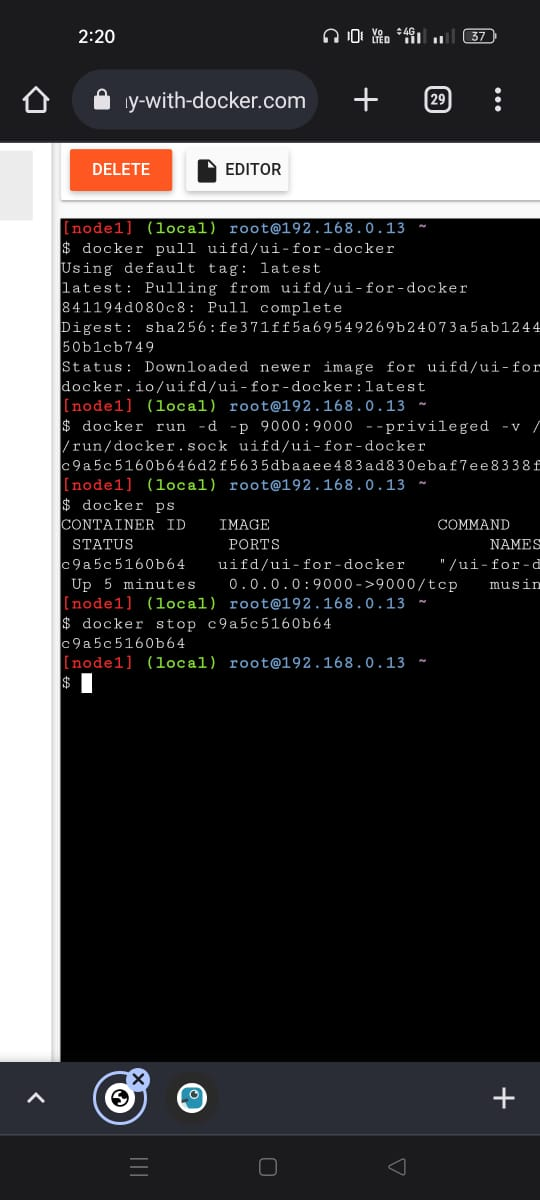 2:20
Vo LTED 4G 37
y-with-docker.com 29
DELETE EDITOR
[node1] (local) root@192.168.0.13 ~
$ docker pull uifd/ui-for-docker
Using default tag: latest
latest: Pulling from uifd/ui-for-docker
841194d080c8: Pull complete
Digest: sha256:fe371ff5a69549269b24073a5ab1244
50b1cb749
Status: Downloaded newer image for uifd/ui-for
docker.io/uifd/ui-for-docker:latest
[node1] (local) root@192.168.0.13 ~
$ docker run -d -p 9000:9000 --privileged -v /
/run/docker.sock uifd/ui-for-docker
c9a5c5160b646d2f5635dbaaee483ad830ebaf7ee8338f
[node1] (local) root@192.168.0.13 ~
$ docker ps
CONTAINER ID IMAGE COMMAND
STATUS PORTS NAMES
c9a5c5160b64 uifd/ui-for-docker "/ui-for-d
Up 5 minutes 0.0.0.0:9000->9000/tcp musin
[node1] (local) root@192.168.0.13 ~
$ docker stop c9a5c5160b64
c9a5c5160b64
[node1] (local) root@192.168.0.13 ~
$